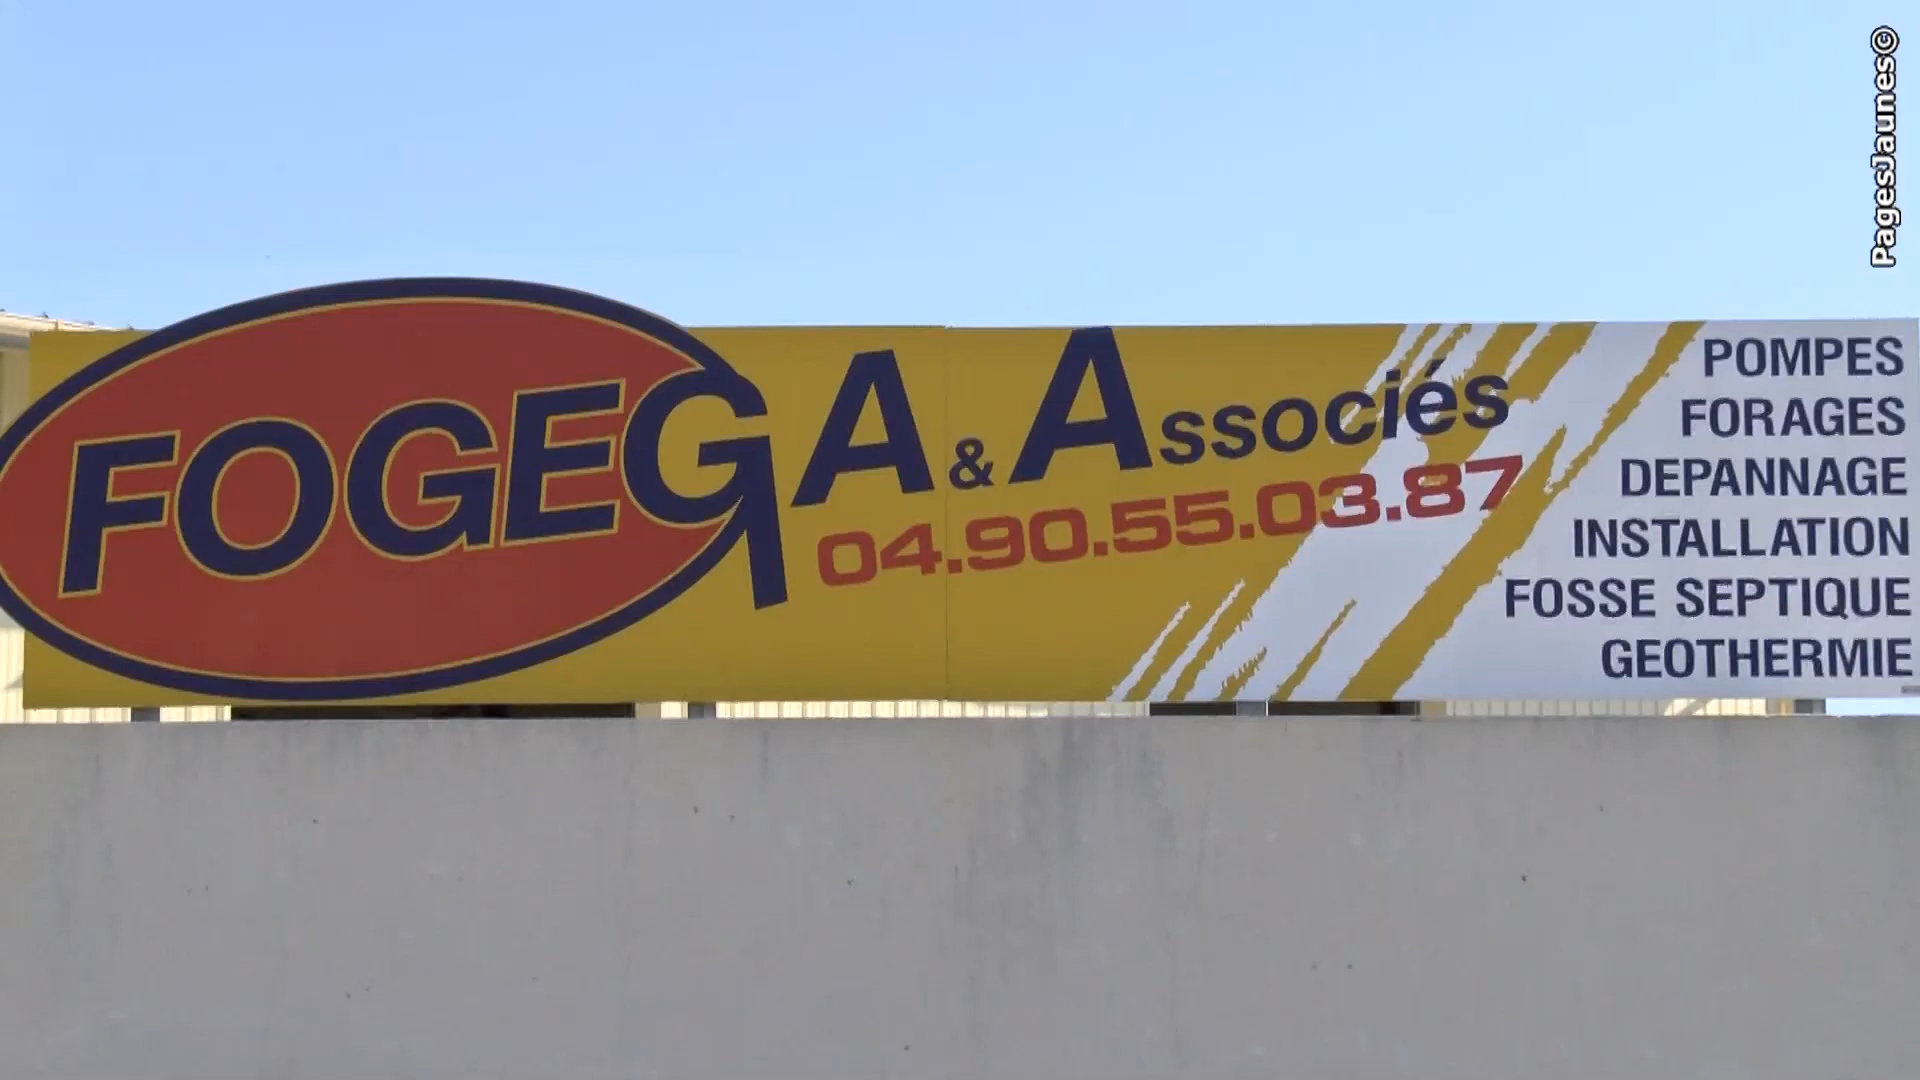 FOGEGA & Associés
04.90.55.03.87
POMPES
FORAGES
DEPANNAGE
INSTALLATION
FOSSE SEPTIQUE
GEOTHERMIE
PagesJaunes©